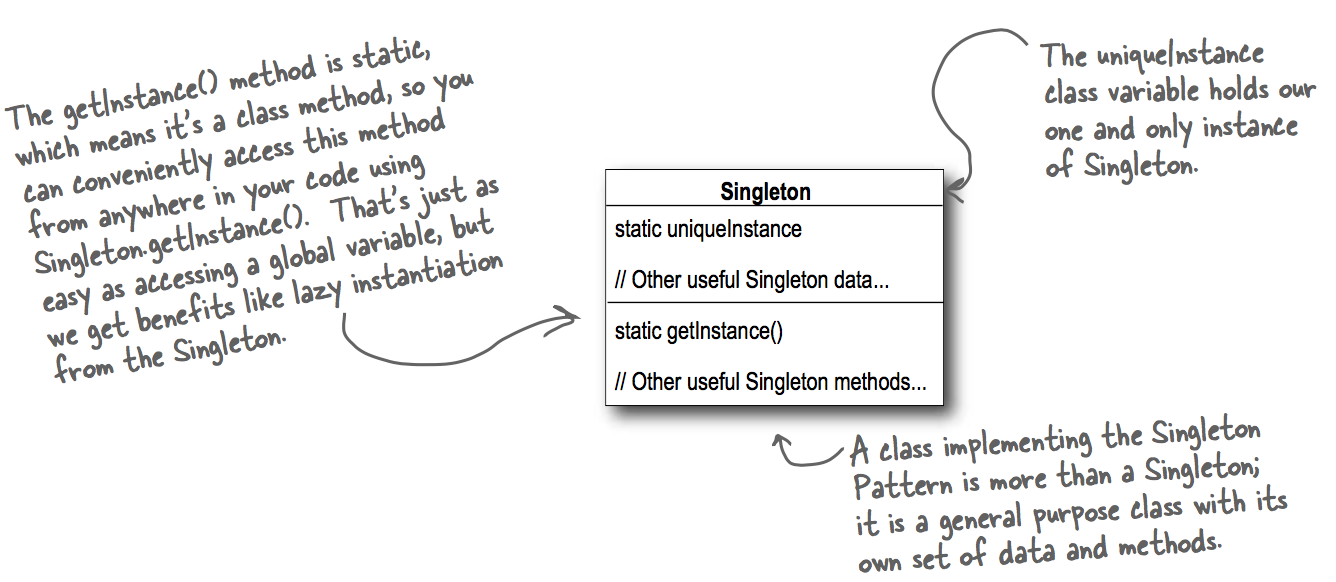 The getInstance() method is static,
which means it's a class method, so you
can conveniently access this method
from anywhere in your code using
Singleton.getInstance(). That's just as
easy as accessing a global variable, but
we get benefits like lazy instantiation
from the Singleton.
The uniqueInstance
class variable holds our
one and only instance
of Singleton.
Singleton
static uniqueInstance
// Other useful Singleton data...
static getInstance()
// Other useful Singleton methods...
A class implementing the Singleton
Pattern is more than a Singleton;
it is a general purpose class with its
own set of data and methods.